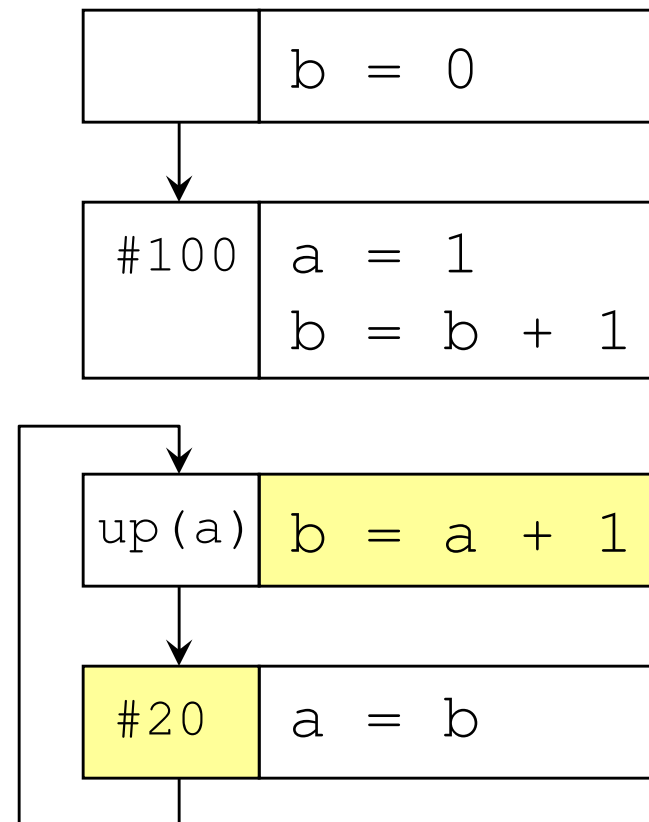 b = 0
#100
a = 1
b = b + 1
up(a)
b = a + 1
#20
a = b